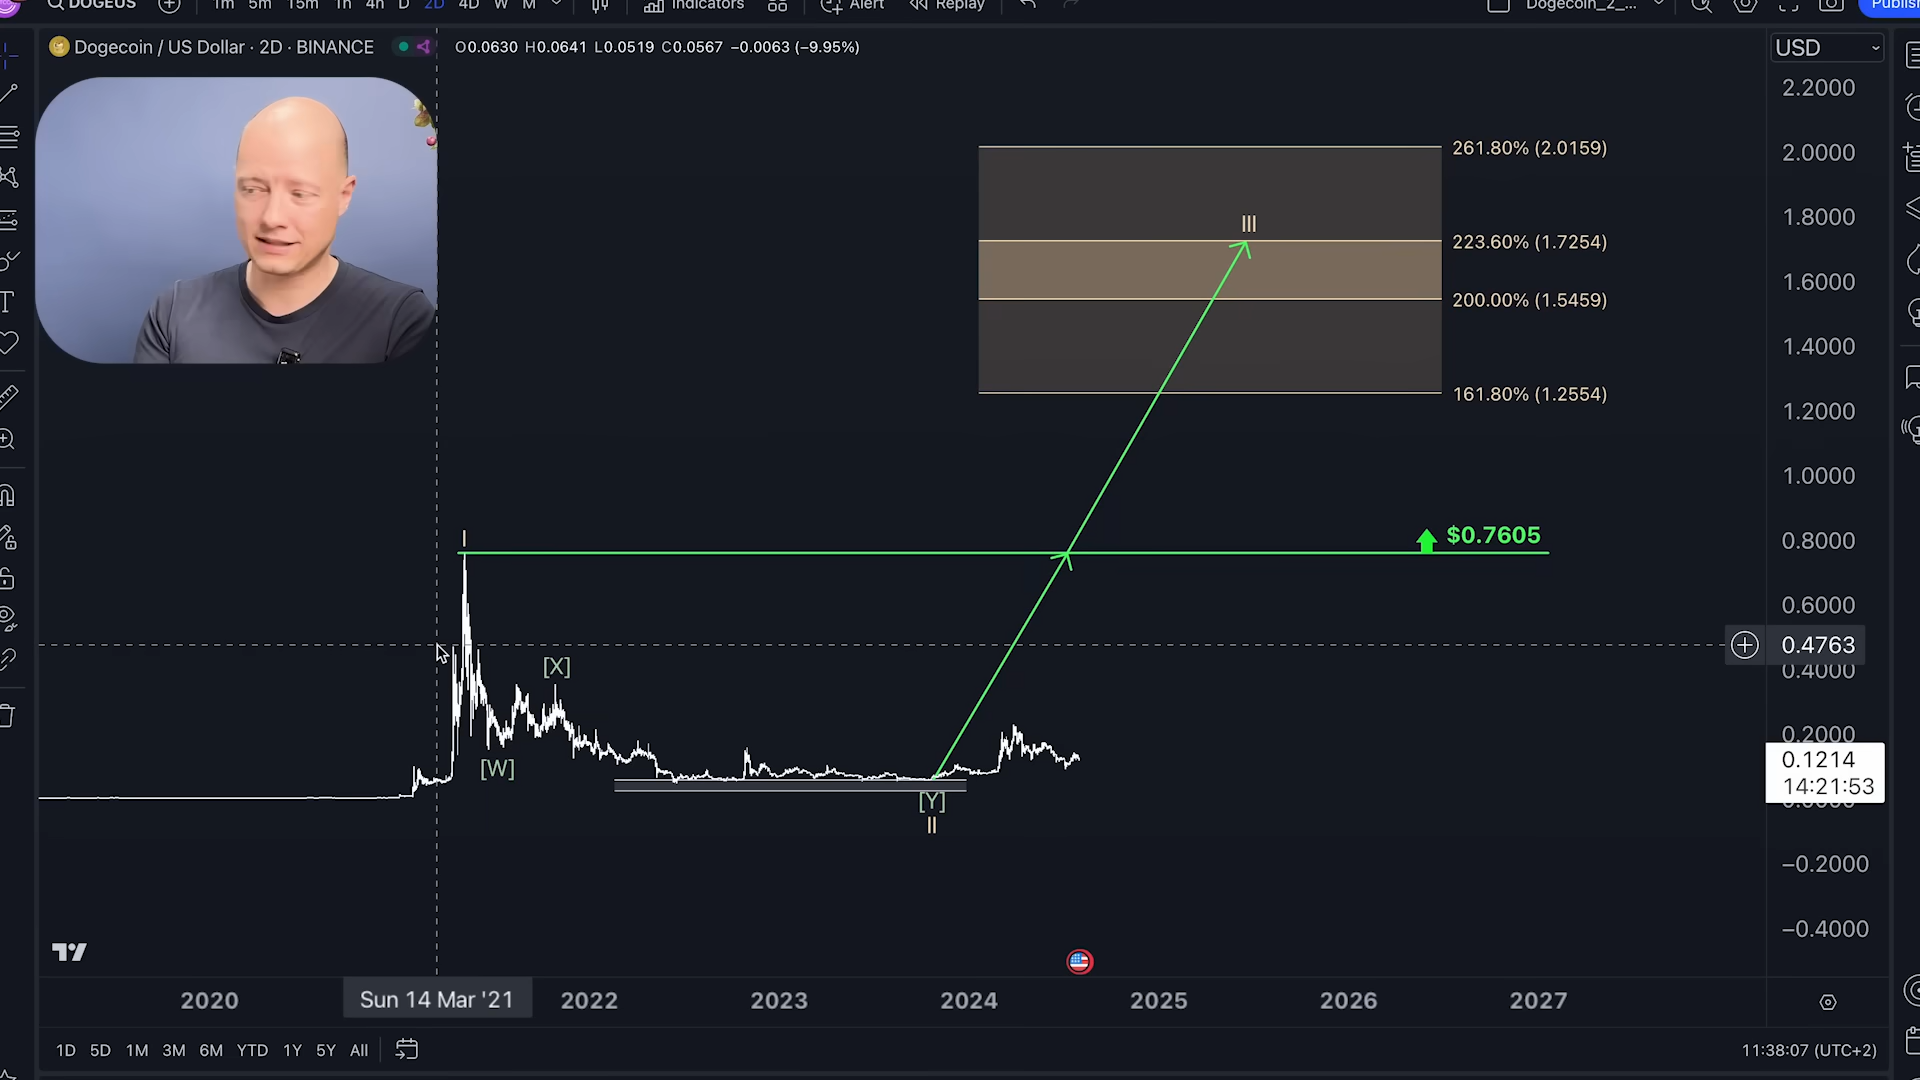 DOGEUS 1m 5m 15m 1h 4h D 2D 4D W M Indicators Alert Replay Dogecoin_2_... Publish
Dogecoin / US Dollar · 2D · BINANCE O0.0630 H0.0641 L0.0519 C0.0567 −0.0063 (−9.95%)
USD
2.2000
261.80% (2.0159)
2.0000
III
1.8000
223.60% (1.7254)
1.6000
200.00% (1.5459)
1.4000
161.80% (1.2554)
1.2000
1.0000
I
$0.7605
0.8000
0.6000
0.4763
0.4000
[X]
0.2000
[W]
0.1214
14:21:53
[Y]
II
−0.2000
−0.4000
2020 Sun 14 Mar '21 2022 2023 2024 2025 2026 2027
1D 5D 1M 3M 6M YTD 1Y 5Y All 11:38:07 (UTC+2)